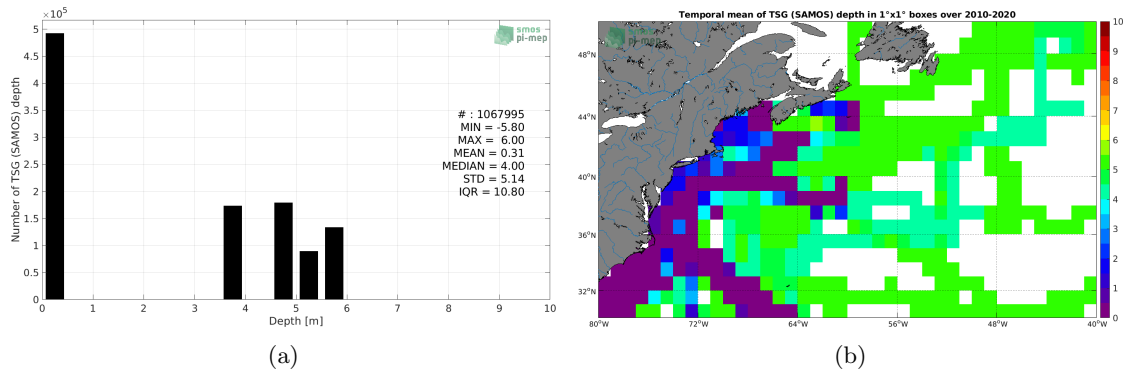 ×10⁵
5
4.5
4
3.5
3
2.5
2
1.5
1
0.5
0
Number of TSG (SAMOS) depth
smos
pi-mep
# : 1067995
MIN = -5.80
MAX = 6.00
MEAN = 0.31
MEDIAN = 4.00
STD = 5.14
IQR = 10.80
0 1 2 3 4 5 6 7 8 9 10
Depth [m]
(a)
Temporal mean of TSG (SAMOS) depth in 1°x1° boxes over 2010-2020
smos
pi-mep
48°N
44°N
40°N
36°N
32°N
80°W 72°W 64°W 56°W 48°W 40°W
10
9
8
7
6
5
4
3
2
1
0
(b)